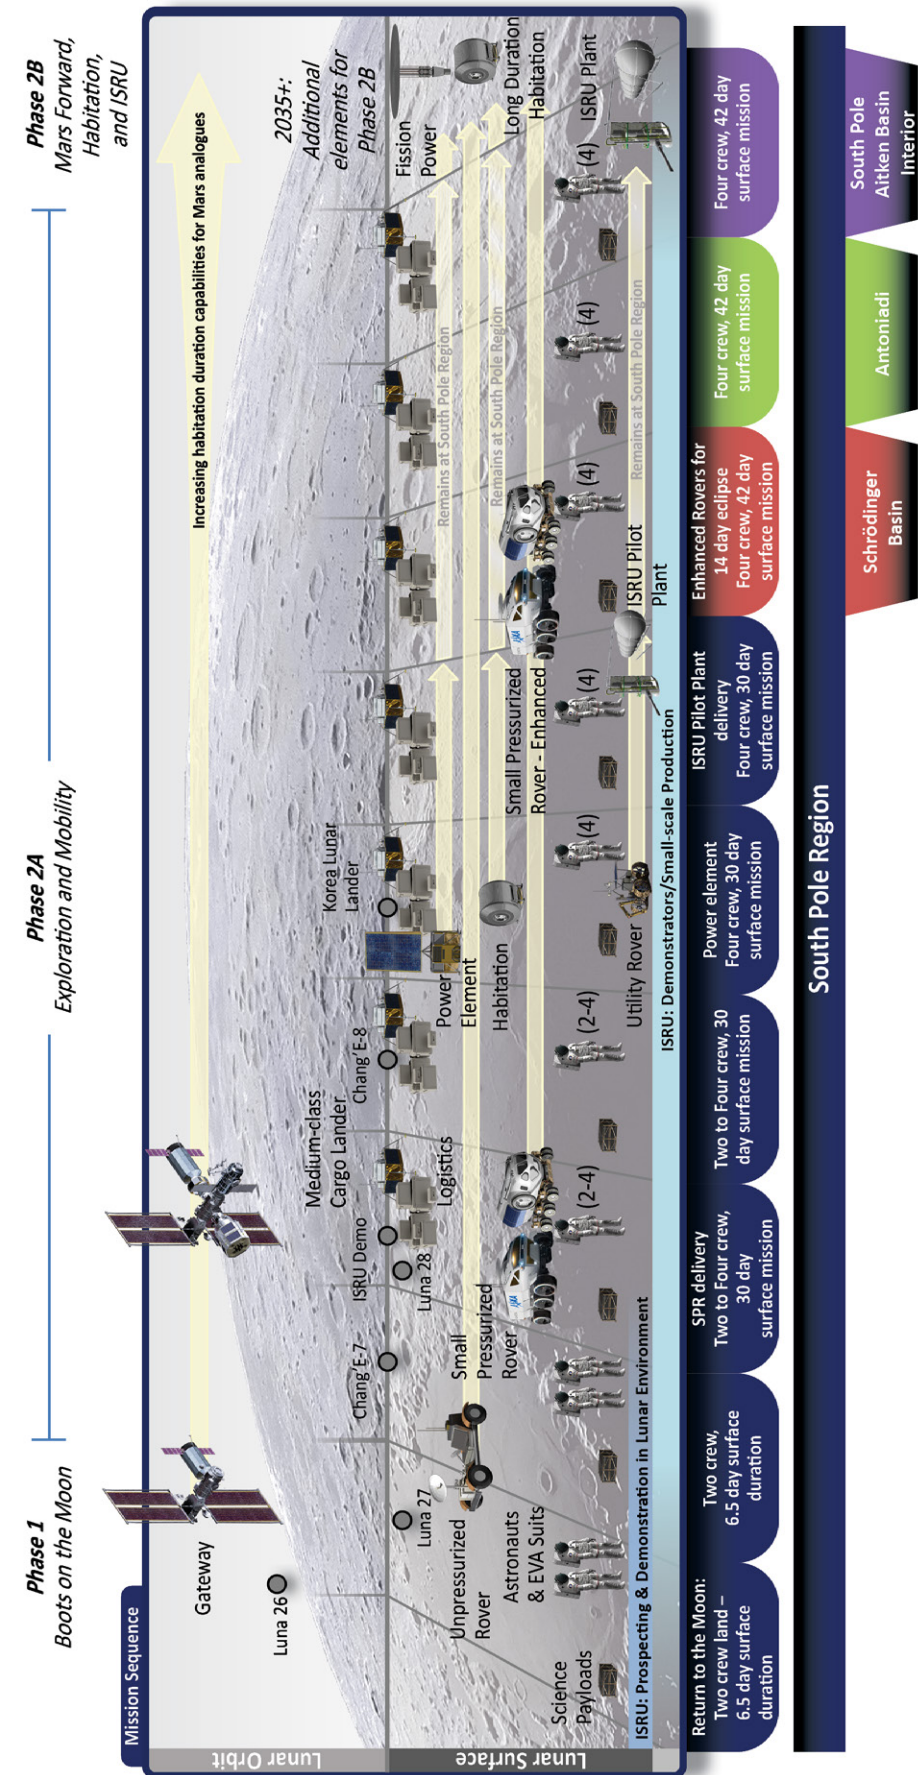 Phase 1
Boots on the Moon
Phase 2A
Exploration and Mobility
Phase 2B
Mars Forward,
Habitation,
and ISRU
Mission Sequence
Lunar Orbit
Lunar Surface
Gateway
Increasing habitation duration capabilities for Mars analogues
Luna 26
2035+:
Additional
elements for
Phase 2B
Luna 27
Chang'E-7
ISRU Demo
Luna 28
Medium-class
Cargo Lander
Chang'E-8
Korea Lunar
Lander
Logistics
Power
Element
Remains at South Pole Region
Fission
Power
Unpressurized
Rover
Small
Pressurized
Rover
Habitation
Remains at South Pole Region
Small Pressurized
Rover - Enhanced
Long Duration
Habitation
Astronauts
& EVA Suits
(2-4)
(2-4)
(4)
(4)
(4)
(4)
(4)
Science
Payloads
Utility Rover
ISRU Pilot
Plant
Remains at South Pole Region
ISRU Plant
ISRU: Prospecting & Demonstration in Lunar Environment
ISRU: Demonstrators/Small-scale Production
Return to the Moon:
Two crew land –
6.5 day surface
duration
Two crew,
6.5 day surface
duration
SPR delivery
Two to Four crew,
30 day
surface mission
Two to Four crew, 30
day surface mission
Power element
Four crew, 30 day
surface mission
ISRU Pilot Plant
delivery
Four crew, 30 day
surface mission
Enhanced Rovers for
14 day eclipse
Four crew, 42 day
surface mission
Four crew, 42 day
surface mission
Four crew, 42 day
surface mission
South Pole Region
Schrödinger
Basin
Antoniadi
South Pole
Aitken Basin
Interior